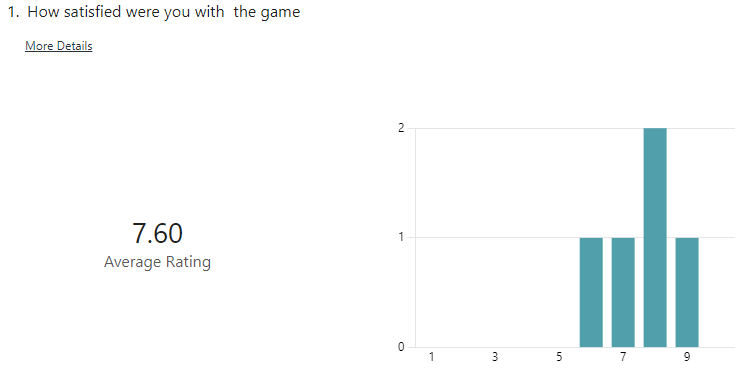 1. How satisfied were you with the game
More Details
2
7.60
1
Average Rating
0
1 3 5 7 9